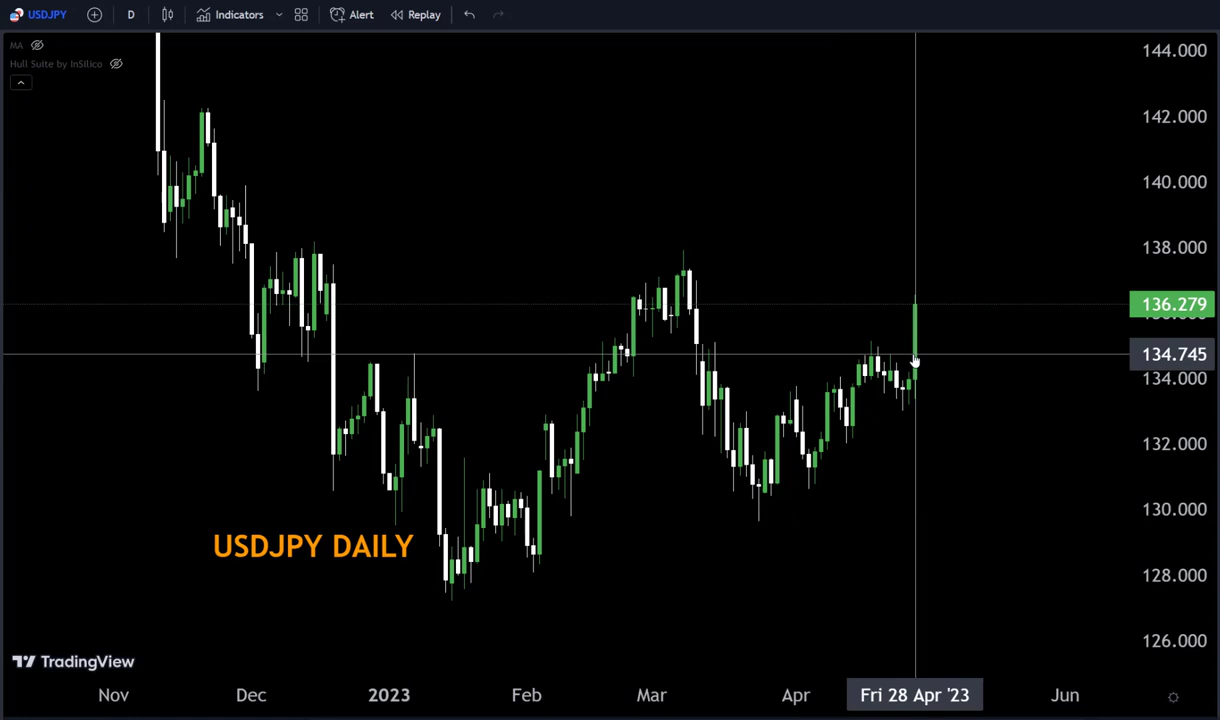 USDJPY D Indicators Alert Replay
MA
Hull Suite by InSilico
144.000
142.000
140.000
138.000
136.279
134.745
134.000
132.000
130.000
USDJPY DAILY
128.000
126.000
TradingView
Nov Dec 2023 Feb Mar Apr Fri 28 Apr '23 Jun